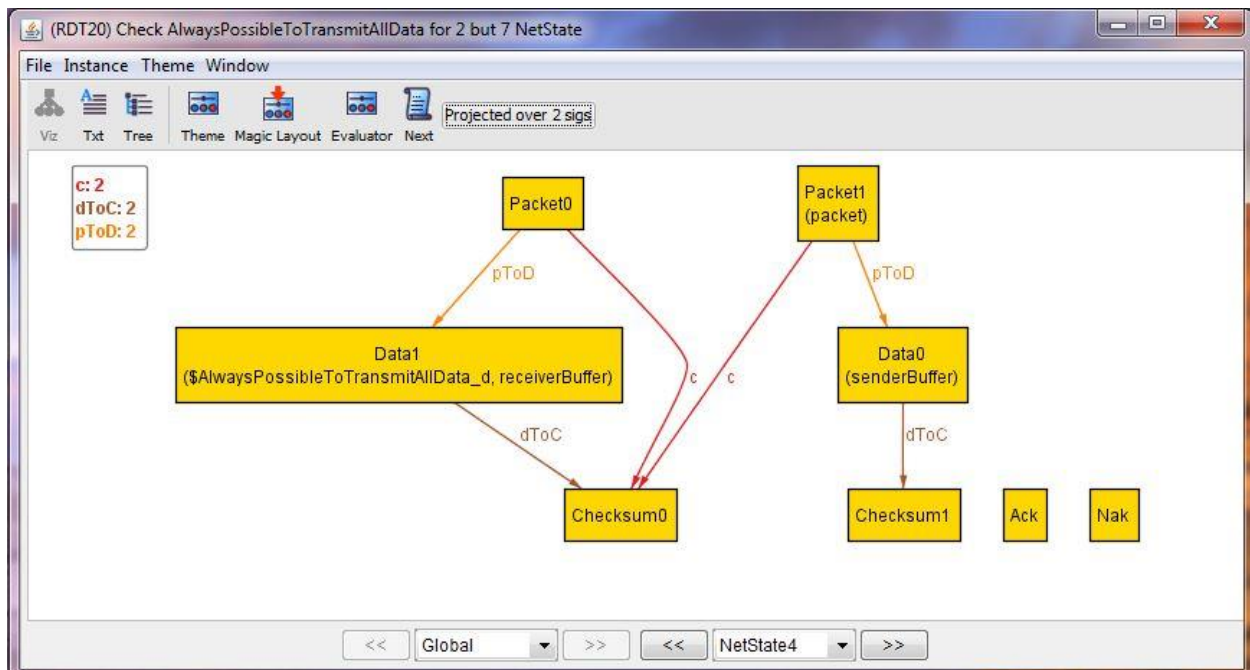 (RDT20) Check AlwaysPossibleToTransmitAllData for 2 but 7 NetState
File Instance Theme Window
Viz Txt Tree Theme Magic Layout Evaluator Next Projected over 2 sigs
c: 2
dToC: 2
pToD: 2
Packet0
Packet1
(packet)
pToD
pToD
Data1
($AlwaysPossibleToTransmitAllData_d, receiverBuffer)
Data0
(senderBuffer)
c
c
dToC
dToC
Checksum0
Checksum1
Ack
Nak
<< Global >> << NetState4 >>